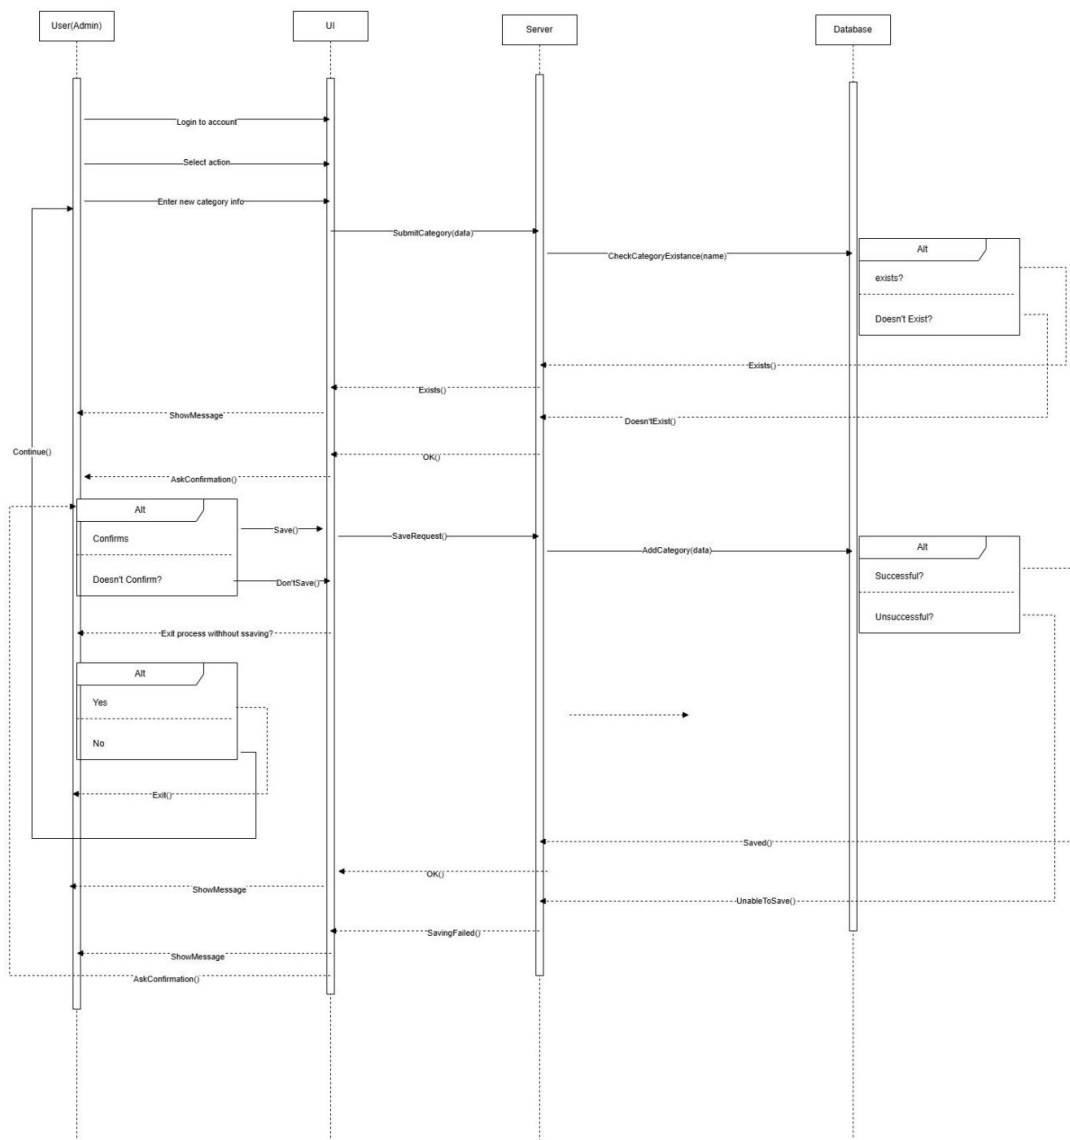 User(Admin)
UI
Server
Database
Login to account
Select action
Enter new category info
SubmitCategory(data)
CheckCategoryExistance(name)
Alt
exists?
Doesn't Exist?
Exists()
Exists()
ShowMessage
Doesn'tExist()
Continue()
OK()
AskConfirmation()
Alt
Confirms
Doesn't Confirm?
Save()
Don'tSave()
SaveRequest()
AddCategory(data)
Alt
Successful?
Unsuccessful?
Exit process withhout ssaving?
Alt
Yes
No
Exit()
Saved()
OK()
ShowMessage
UnableToSave()
SavingFailed()
ShowMessage
AskConfirmation()